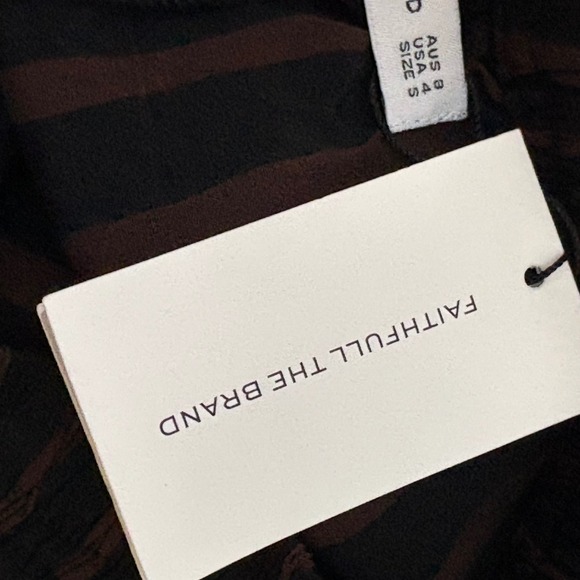 D
AUS 8
USA 4
SIZE S
FAITHFULL THE BRAND